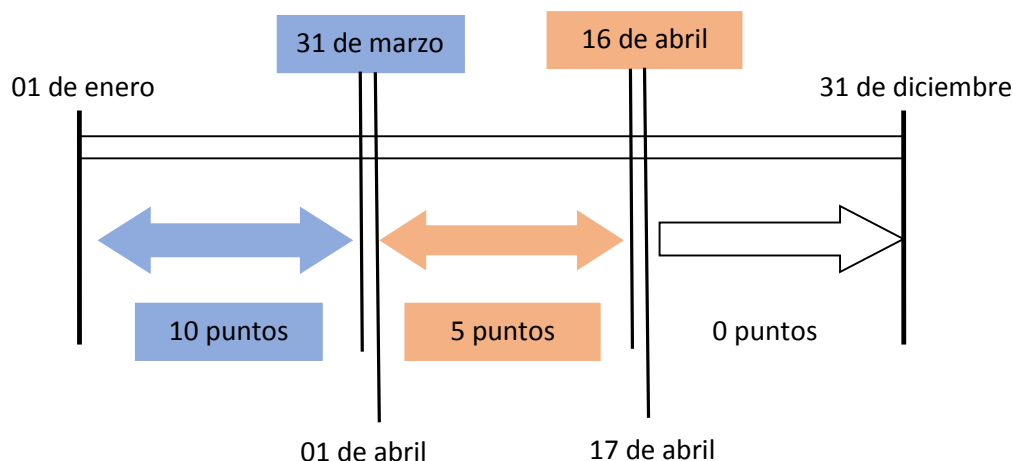 31 de marzo
16 de abril
01 de enero
31 de diciembre
10 puntos
5 puntos
0 puntos
01 de abril
17 de abril